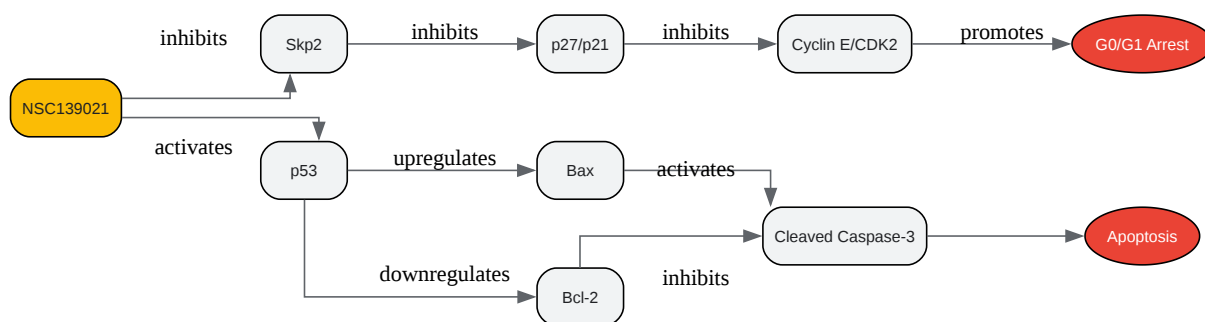 inhibits
Skp2
inhibits
p27/p21
inhibits
Cyclin E/CDK2
promotes
G0/G1 Arrest
NSC139021
activates
p53
upregulates
Bax
activates
Cleaved Caspase-3
Apoptosis
downregulates
Bcl-2
inhibits